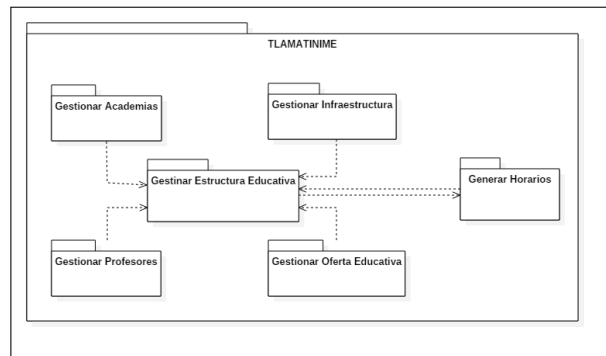 TLAMATINIME
Gestionar Academias
Gestionar Infraestructura
Gestinar Estructura Educativa
Generar Horarios
Gestionar Profesores
Gestionar Oferta Educativa